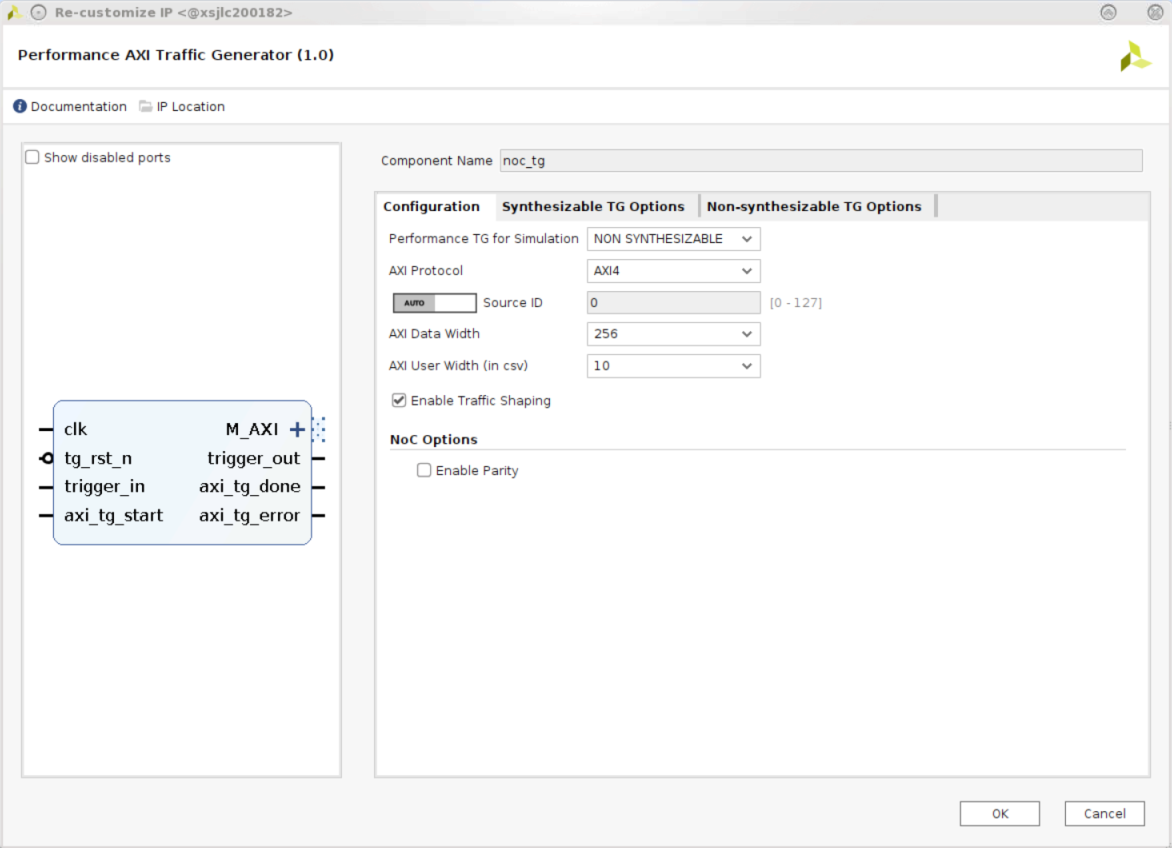 Re-customize IP <@xsjlc200182>
Performance AXI Traffic Generator (1.0)
Documentation IP Location
Show disabled ports
clk M_AXI
tg_rst_n trigger_out
trigger_in axi_tg_done
axi_tg_start axi_tg_error
Component Name noc_tg
Configuration Synthesizable TG Options Non-synthesizable TG Options
Performance TG for Simulation NON SYNTHESIZABLE
AXI Protocol AXI4
AUTO Source ID 0 [0 - 127]
AXI Data Width 256
AXI User Width (in csv) 10
Enable Traffic Shaping
NoC Options
Enable Parity
OK Cancel